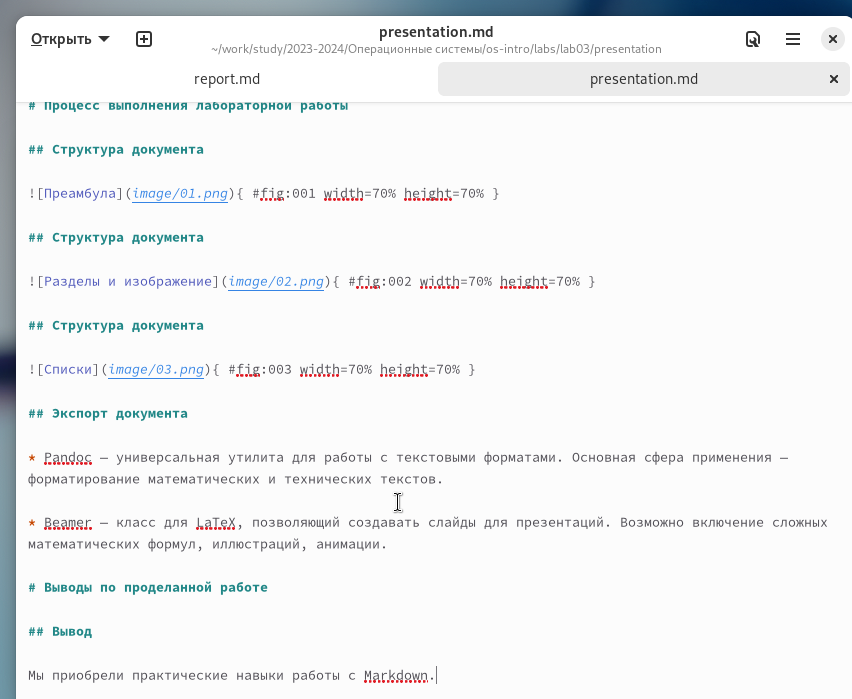 Открыть
presentation.md
~/work/study/2023-2024/Операционные системы/os-intro/labs/lab03/presentation
report.md
presentation.md
# Процесс выполнения лабораторной работы
## Структура документа
![Преамбула](image/01.png){ #fig:001 width=70% height=70% }
## Структура документа
![Разделы и изображение](image/02.png){ #fig:002 width=70% height=70% }
## Структура документа
![Списки](image/03.png){ #fig:003 width=70% height=70% }
## Экспорт документа
* Pandoc — универсальная утилита для работы с текстовыми форматами. Основная сфера применения —
форматирование математических и технических текстов.
* Beamer — класс для LaTeX, позволяющий создавать слайды для презентаций. Возможно включение сложных
математических формул, иллюстраций, анимации.
# Выводы по проделанной работе
## Вывод
Мы приобрели практические навыки работы с Markdown.